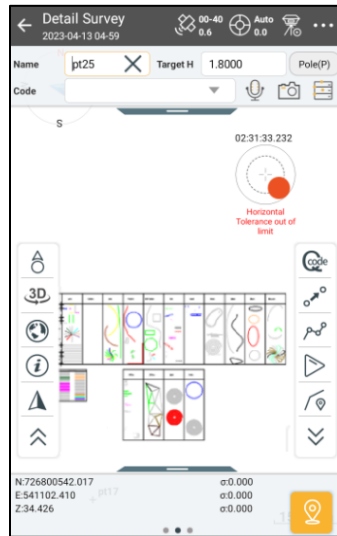 Detail Survey
2023-04-13 04-59
00-40
0.6
Auto
0.0
Name
pt25
Target H
1.8000
Pole(P)
Code
S
02:31:33.232
Horizontal
Tolerance out of
limit
code
3D
N:726800542.017
σ:0.000
E:541102.410
σ:0.000
pt17
Z:34.426
σ:0.000